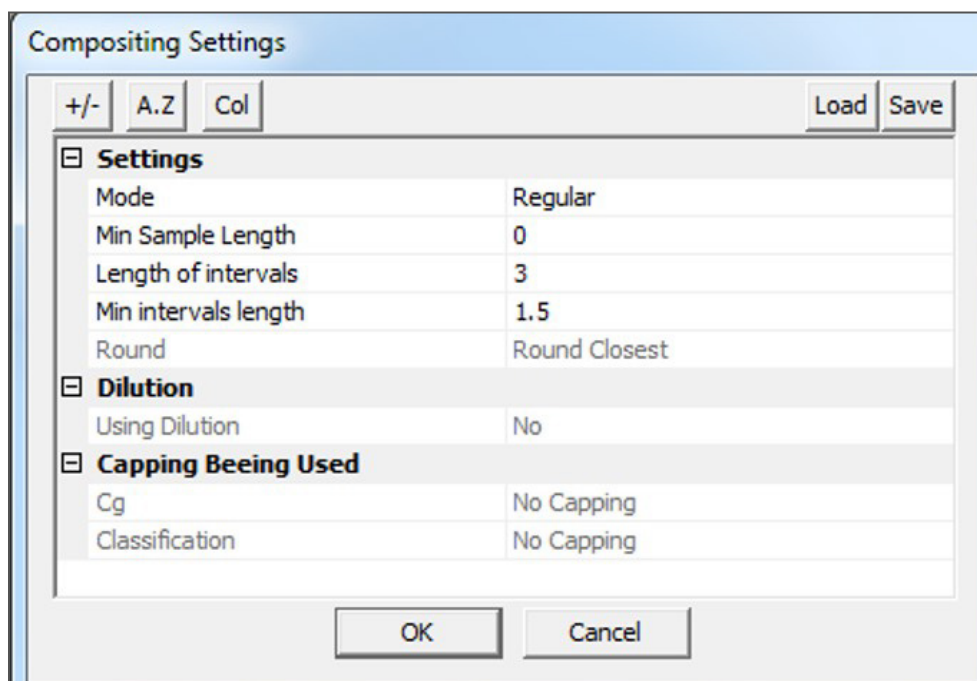 Compositing Settings
+/- A.Z Col Load Save
Settings
Mode Regular
Min Sample Length 0
Length of intervals 3
Min intervals length 1.5
Round Round Closest
Dilution
Using Dilution No
Capping Beeing Used
Cg No Capping
Classification No Capping
OK Cancel